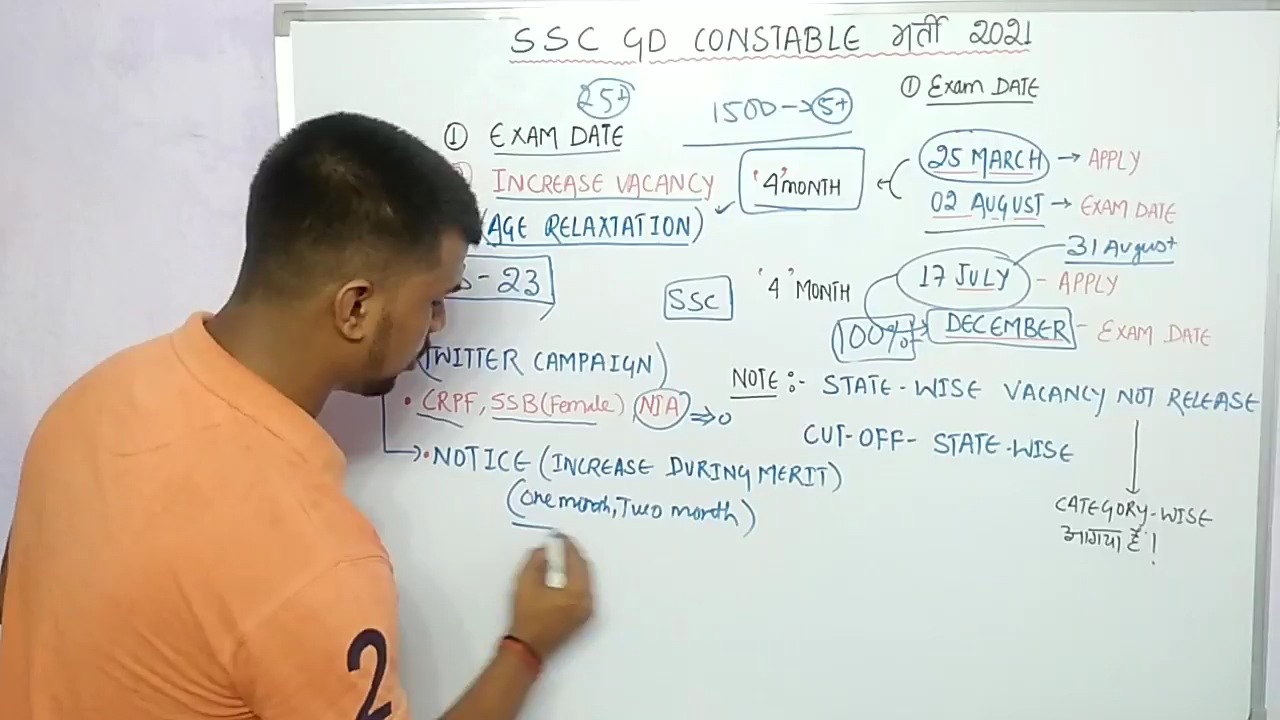 SSC GD CONSTABLE भर्ती 2021
25+
1500 → 5+
① EXAM DATE
INCREASE VACANCY
(AGE RELAXTATION)
- 23
(TWITTER CAMPAIGN)
• CRPF, SSB (Female) NIA ⇒ 0
→ • NOTICE (INCREASE DURING MERIT)
(One month, Two month)
① Exam DATE
'4' MONTH
25 MARCH → APPLY
02 AUGUST → EXAM DATE
31 August
SSC
'4' MONTH
17 JULY - APPLY
100% → DECEMBER - EXAM DATE
NOTE :- STATE-WISE VACANCY NOT RELEASE
CUT-OFF- STATE-WISE
CATEGORY-WISE
आगया है !
2